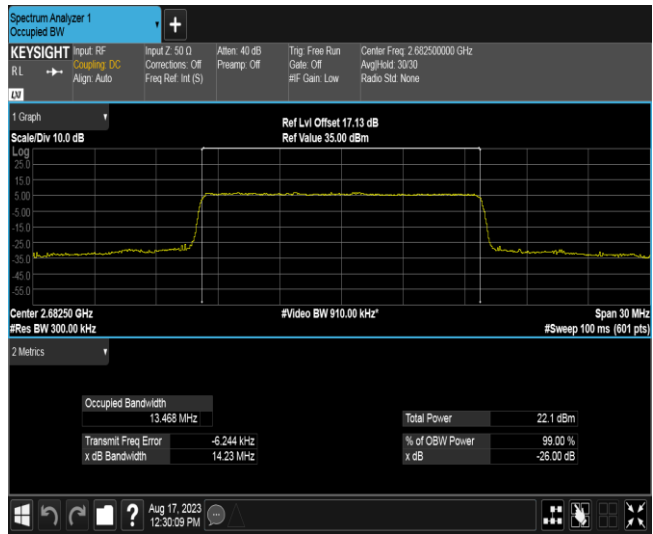 Spectrum Analyzer 1
Occupied BW
+
KEYSIGHT Input: RF Input Z: 50 Ω Atten: 40 dB Trig: Free Run Center Freq: 2.682500000 GHz
RL Coupling: DC Corrections: Off Preamp: Off Gate: Off Avg|Hold: 30/30
Align: Auto Freq Ref: Int (S) #IF Gain: Low Radio Std: None
LXI
1 Graph
Ref Lvl Offset 17.13 dB
Scale/Div 10.0 dB Ref Value 35.00 dBm
Log
25.0
15.0
5.00
-5.00
-15.0
-25.0
-35.0
-45.0
-55.0
Center 2.68250 GHz #Video BW 910.00 kHz* Span 30 MHz
#Res BW 300.00 kHz #Sweep 100 ms (601 pts)
2 Metrics
Occupied Bandwidth
13.468 MHz Total Power 22.1 dBm
Transmit Freq Error -6.244 kHz % of OBW Power 99.00 %
x dB Bandwidth 14.23 MHz x dB -26.00 dB
? Aug 17, 2023
12:30:09 PM